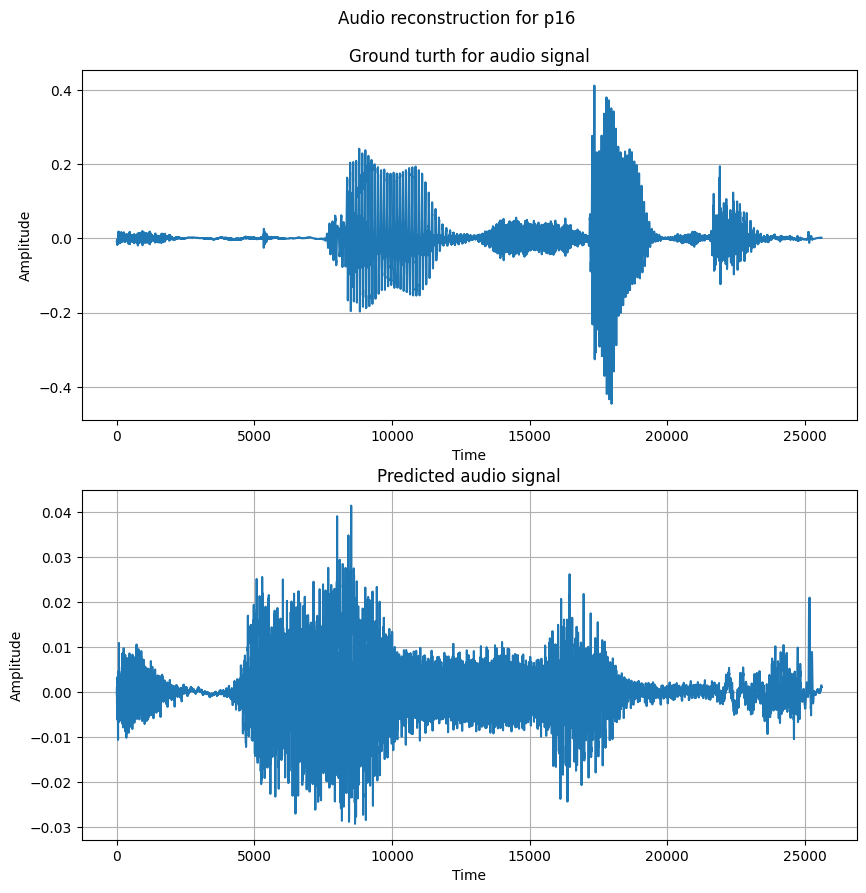 Audio reconstruction for p16
Ground turth for audio signal
0.4
0.2
0.0
−0.2
−0.4
Amplitude
0 5000 10000 15000 20000 25000
Time
Predicted audio signal
0.04
0.03
0.02
0.01
0.00
−0.01
−0.02
−0.03
Amplitude
0 5000 10000 15000 20000 25000
Time